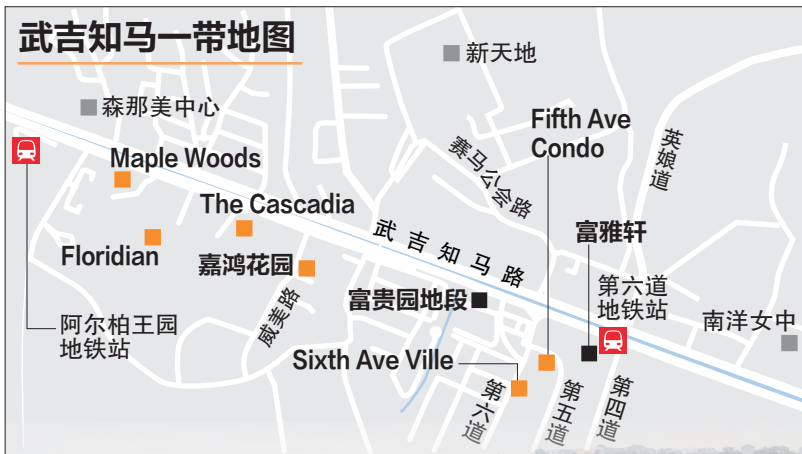 武吉知马一带地图
新天地
森那美中心
Fifth Ave
Condo
英娘道
赛马公会路
Maple Woods
The Cascadia
武吉知马路
富雅轩
Floridian
嘉鸿花园
第六道
地铁站
富贵园地段
南洋女中
阿尔柏王园
地铁站
威美路
Sixth Ave Ville
第六道
第五道
第四道